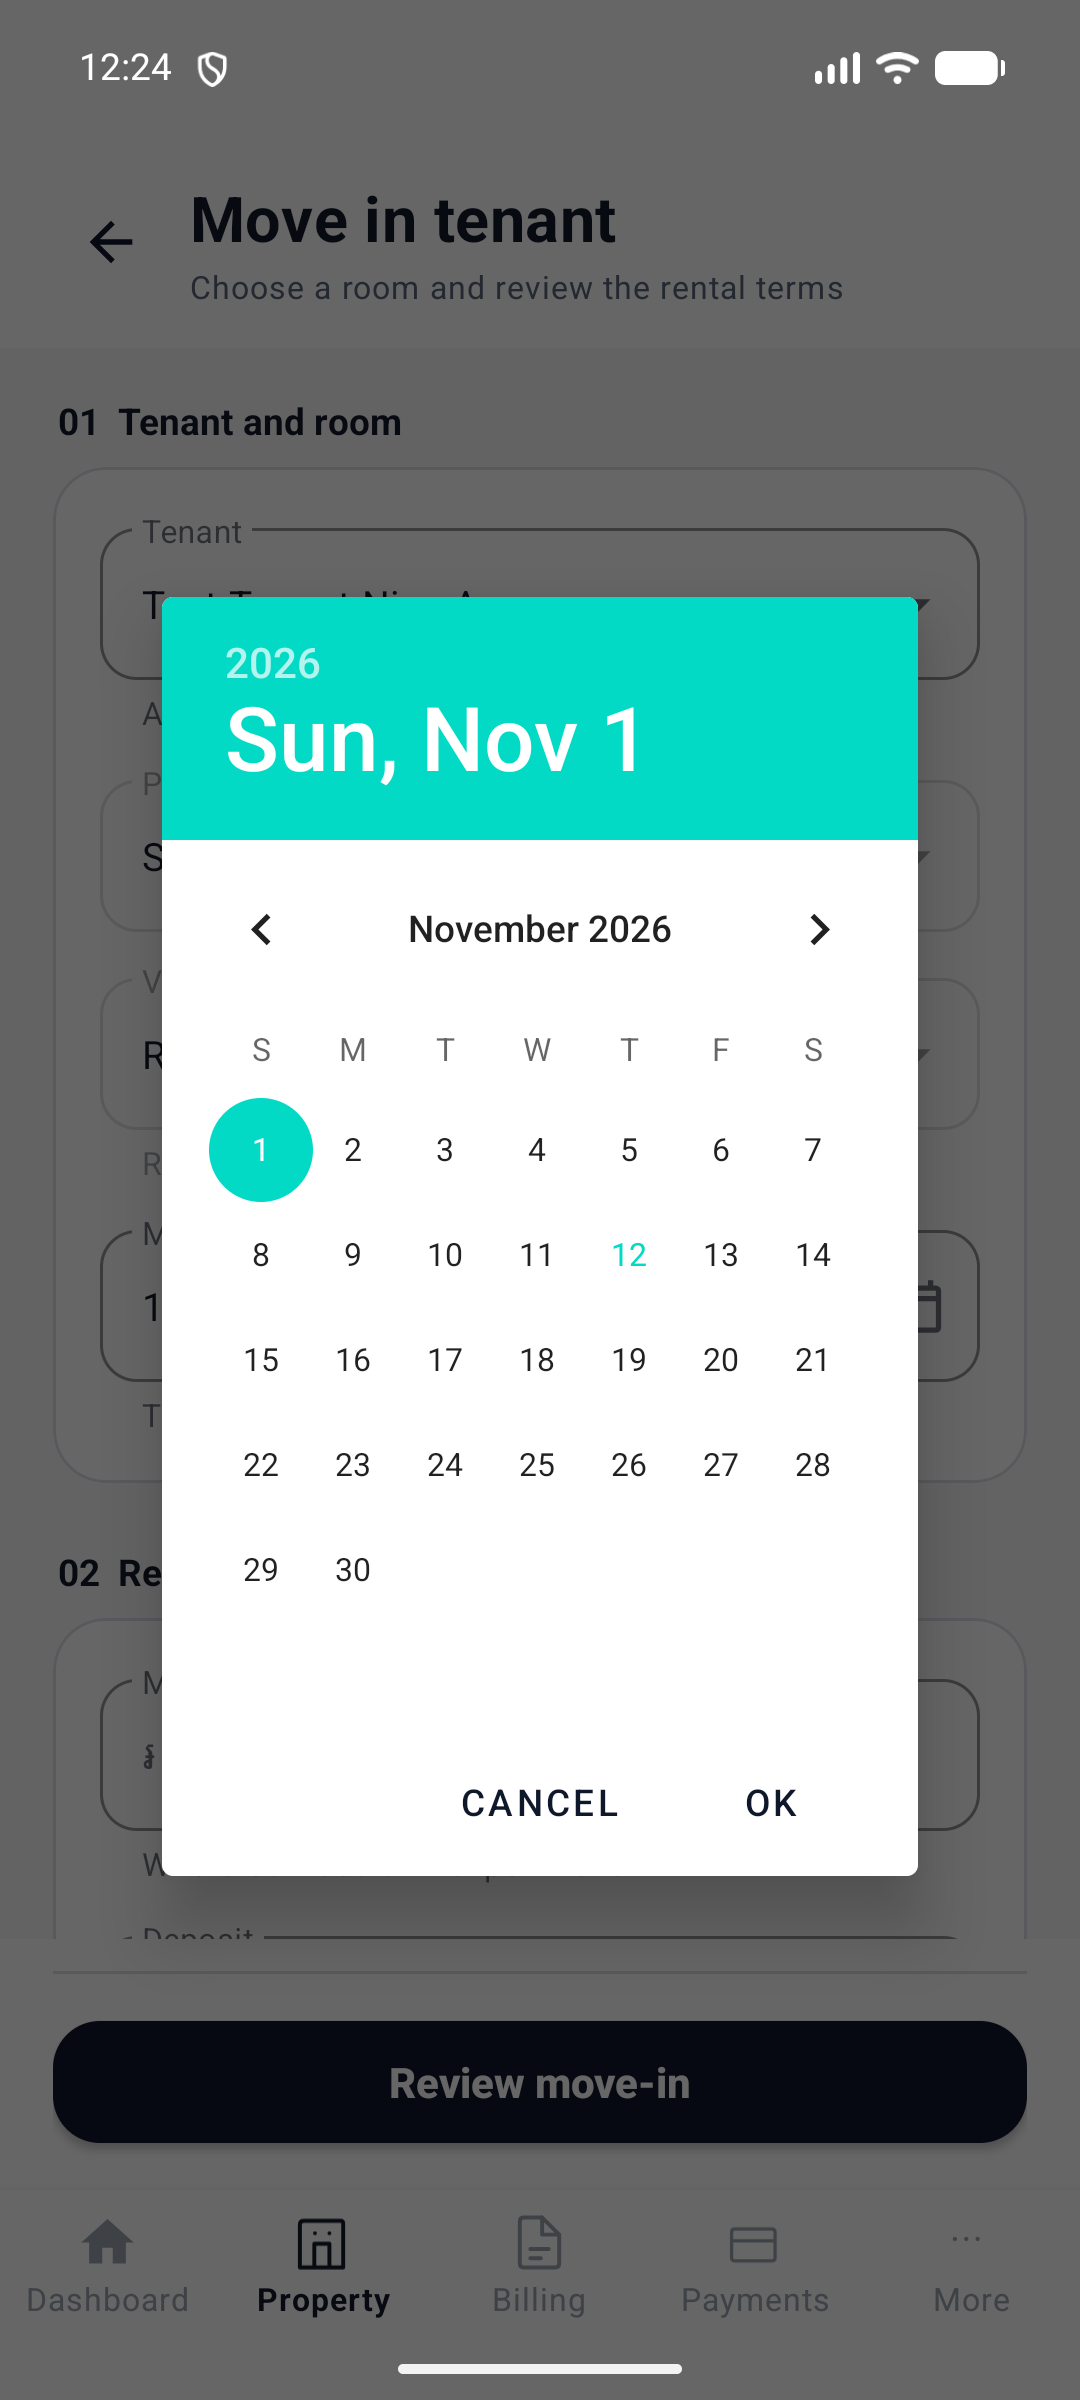 12:24
Move in tenant
Choose a room and review the rental terms
01 Tenant and room
Tenant
2026
Sun, Nov 1
November 2026
S M T W T F S
1 2 3 4 5 6 7
8 9 10 11 12 13 14
15 16 17 18 19 20 21
22 23 24 25 26 27 28
29 30
02
CANCEL OK
Deposit
Review move-in
Dashboard Property Billing Payments More